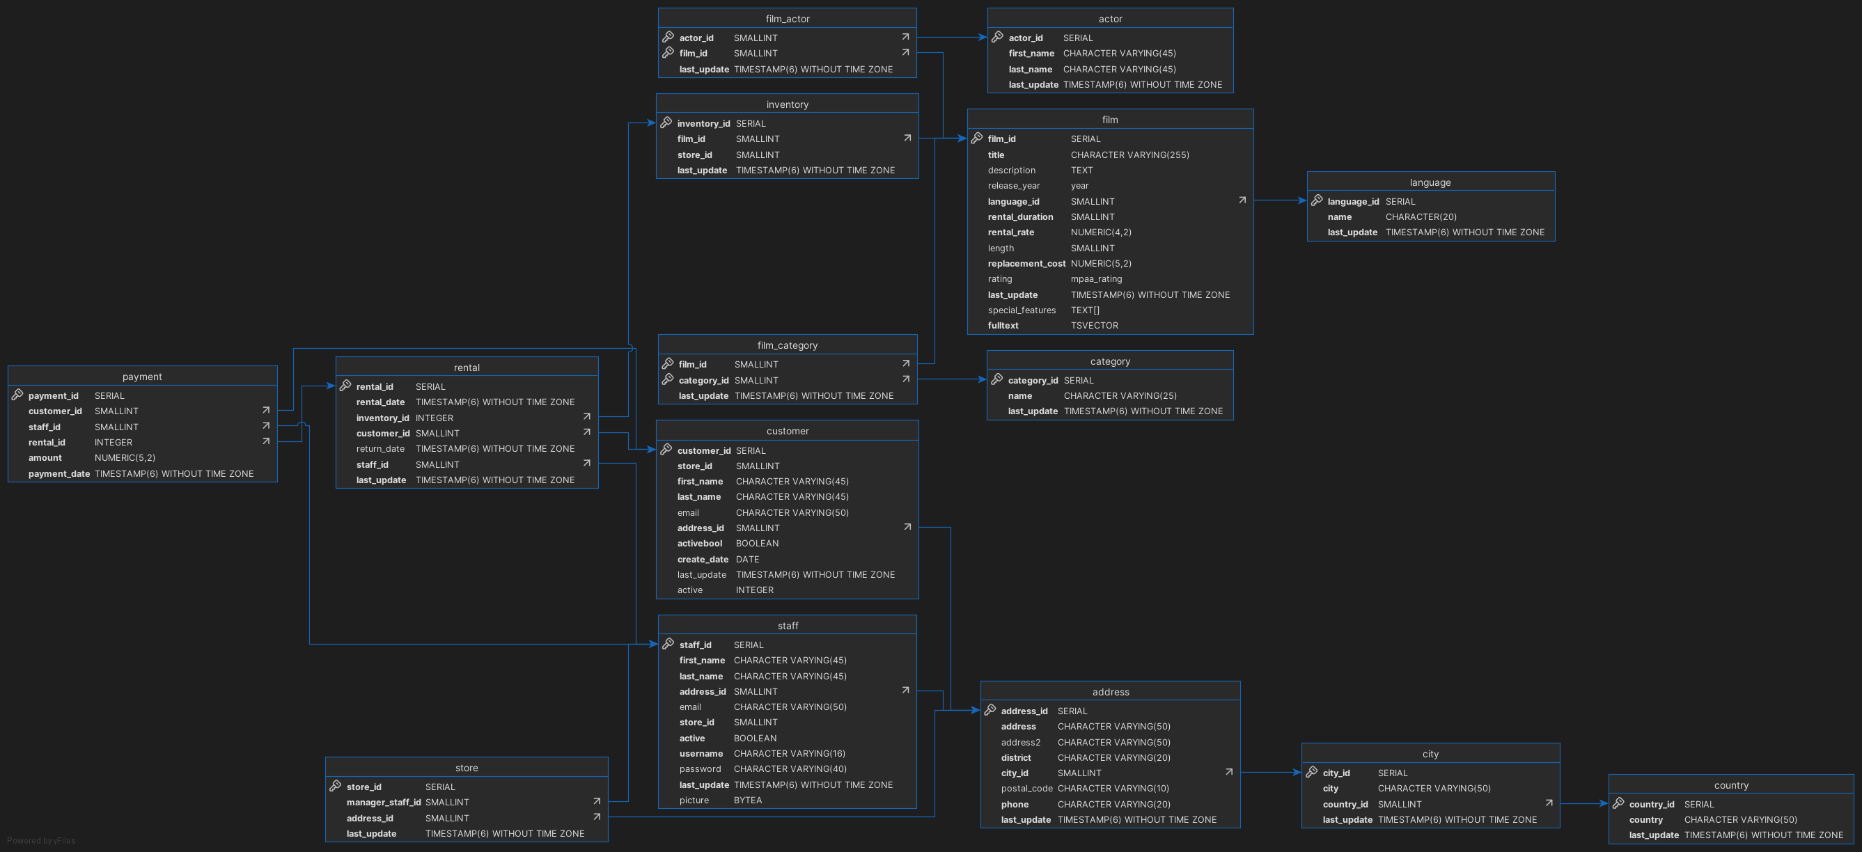 film_actor
actor_id SMALLINT
film_id SMALLINT
last_update TIMESTAMP(6) WITHOUT TIME ZONE
actor
actor_id SERIAL
first_name CHARACTER VARYING(45)
last_name CHARACTER VARYING(45)
last_update TIMESTAMP(6) WITHOUT TIME ZONE
inventory
inventory_id SERIAL
film_id SMALLINT
store_id SMALLINT
last_update TIMESTAMP(6) WITHOUT TIME ZONE
film
film_id SERIAL
title CHARACTER VARYING(255)
description TEXT
release_year year
language_id SMALLINT
rental_duration SMALLINT
rental_rate NUMERIC(4,2)
length SMALLINT
replacement_cost NUMERIC(5,2)
rating mpaa_rating
last_update TIMESTAMP(6) WITHOUT TIME ZONE
special_features TEXT[]
fulltext TSVECTOR
language
language_id SERIAL
name CHARACTER(20)
last_update TIMESTAMP(6) WITHOUT TIME ZONE
film_category
film_id SMALLINT
category_id SMALLINT
last_update TIMESTAMP(6) WITHOUT TIME ZONE
category
category_id SERIAL
name CHARACTER VARYING(25)
last_update TIMESTAMP(6) WITHOUT TIME ZONE
payment
payment_id SERIAL
customer_id SMALLINT
staff_id SMALLINT
rental_id INTEGER
amount NUMERIC(5,2)
payment_date TIMESTAMP(6) WITHOUT TIME ZONE
rental
rental_id SERIAL
rental_date TIMESTAMP(6) WITHOUT TIME ZONE
inventory_id INTEGER
customer_id SMALLINT
return_date TIMESTAMP(6) WITHOUT TIME ZONE
staff_id SMALLINT
last_update TIMESTAMP(6) WITHOUT TIME ZONE
customer
customer_id SERIAL
store_id SMALLINT
first_name CHARACTER VARYING(45)
last_name CHARACTER VARYING(45)
email CHARACTER VARYING(50)
address_id SMALLINT
activebool BOOLEAN
create_date DATE
last_update TIMESTAMP(6) WITHOUT TIME ZONE
active INTEGER
staff
staff_id SERIAL
first_name CHARACTER VARYING(45)
last_name CHARACTER VARYING(45)
address_id SMALLINT
email CHARACTER VARYING(50)
store_id SMALLINT
active BOOLEAN
username CHARACTER VARYING(16)
password CHARACTER VARYING(40)
last_update TIMESTAMP(6) WITHOUT TIME ZONE
picture BYTEA
store
store_id SERIAL
manager_staff_id SMALLINT
address_id SMALLINT
last_update TIMESTAMP(6) WITHOUT TIME ZONE
address
address_id SERIAL
address CHARACTER VARYING(50)
address2 CHARACTER VARYING(50)
district CHARACTER VARYING(20)
city_id SMALLINT
postal_code CHARACTER VARYING(10)
phone CHARACTER VARYING(20)
last_update TIMESTAMP(6) WITHOUT TIME ZONE
city
city_id SERIAL
city CHARACTER VARYING(50)
country_id SMALLINT
last_update TIMESTAMP(6) WITHOUT TIME ZONE
country
country_id SERIAL
country CHARACTER VARYING(50)
last_update TIMESTAMP(6) WITHOUT TIME ZONE
Powered by yFiles